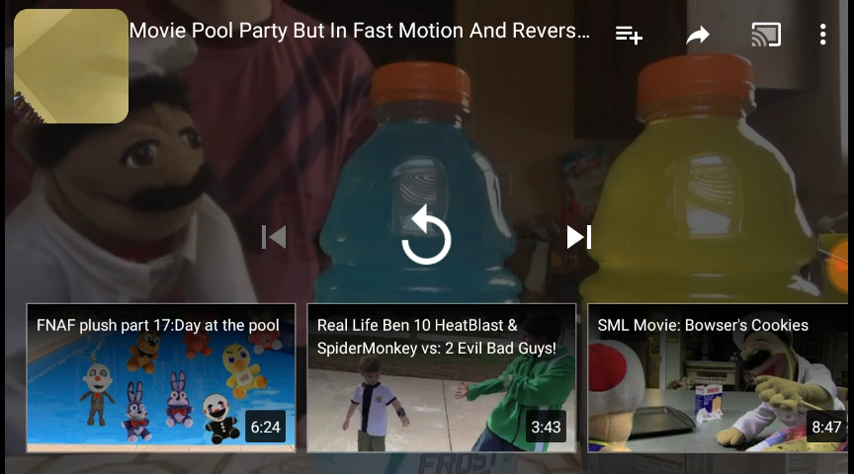 Movie Pool Party But In Fast Motion And Revers...
FNAF plush part 17:Day at the pool
6:24
Real Life Ben 10 HeatBlast &
SpiderMonkey vs: 2 Evil Bad Guys!
3:43
SML Movie: Bowser's Cookies
8:47
FROST